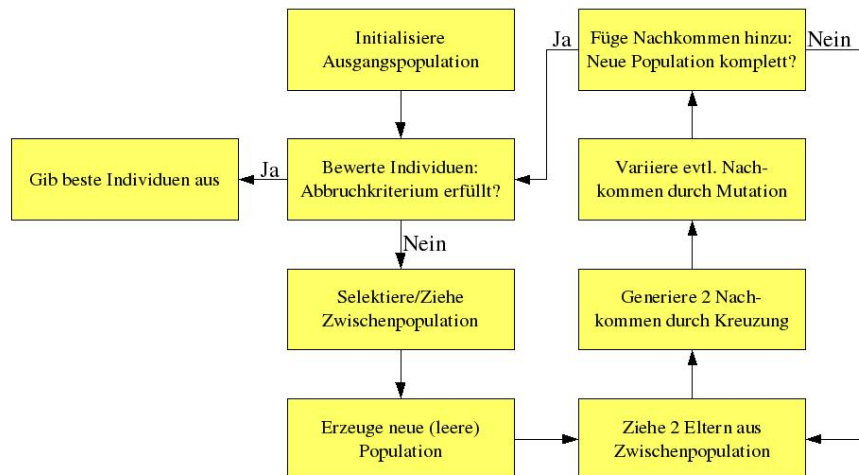 Initialisiere
Ausgangspopulation
Ja
Füge Nachkommen hinzu:
Neue Population komplett?
Nein
Gib beste Individuen aus
Ja
Bewerte Individuen:
Abbruchkriterium erfüllt?
Variiere evtl. Nach-
kommen durch Mutation
Nein
Selektiere/Ziehe
Zwischenpopulation
Generiere 2 Nach-
kommen durch Kreuzung
Erzeuge neue (leere)
Population
Ziehe 2 Eltern aus
Zwischenpopulation